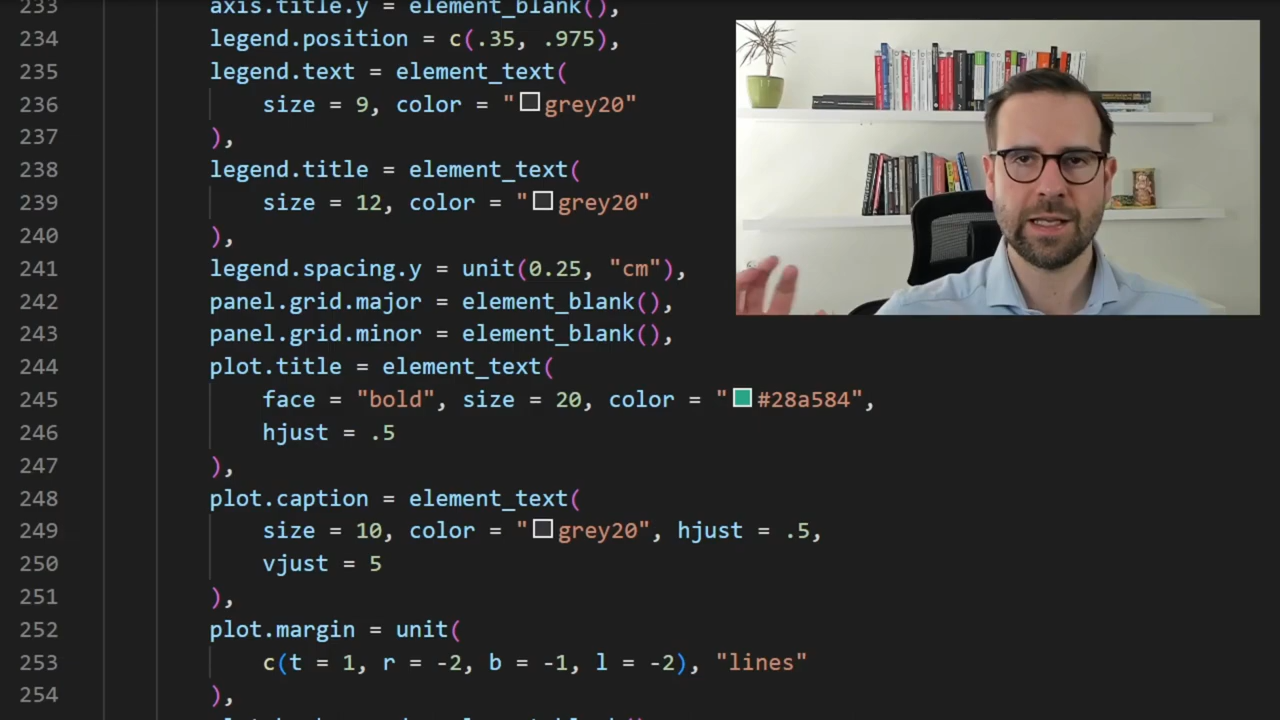 233 axis.title.y = element_blank(),
234 legend.position = c(.35, .975),
235 legend.text = element_text(
236 size = 9, color = "grey20"
237 ),
238 legend.title = element_text(
239 size = 12, color = "grey20"
240 ),
241 legend.spacing.y = unit(0.25, "cm"),
242 panel.grid.major = element_blank(),
243 panel.grid.minor = element_blank(),
244 plot.title = element_text(
245 face = "bold", size = 20, color = "#28a584",
246 hjust = .5
247 ),
248 plot.caption = element_text(
249 size = 10, color = "grey20", hjust = .5,
250 vjust = 5
251 ),
252 plot.margin = unit(
253 c(t = 1, r = -2, b = -1, l = -2), "lines"
254 ),